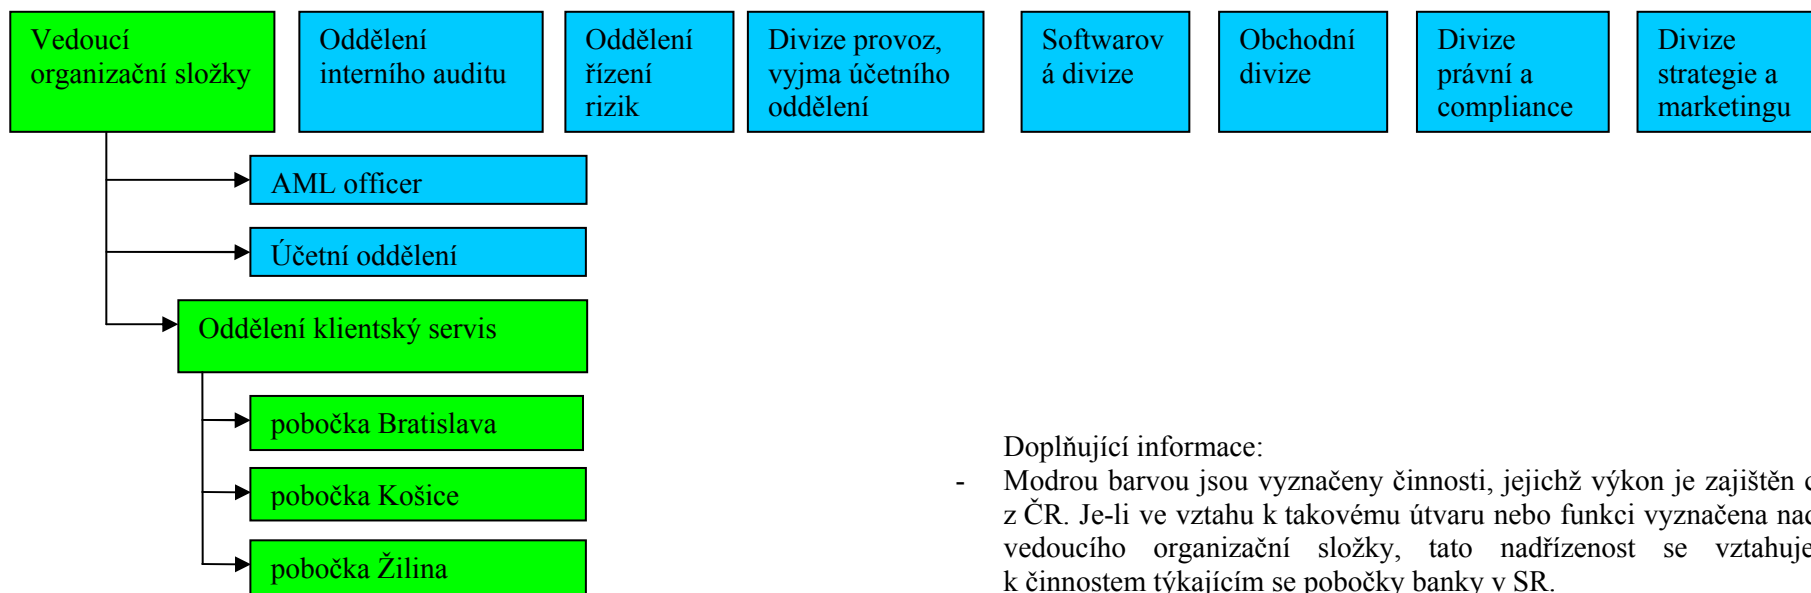 Vedoucí
organizační složky
Oddělení
interního auditu
Oddělení
řízení
rizik
Divize provoz,
vyjma účetního
oddělení
Softwarov
á divize
Obchodní
divize
Divize
právní a
compliance
Divize
strategie a
marketingu
AML officer
Účetní oddělení
Oddělení klientský servis
pobočka Bratislava
pobočka Košice
pobočka Žilina
Doplňující informace:
- Modrou barvou jsou vyznačeny činnosti, jejichž výkon je zajištěn
z ČR. Je-li ve vztahu k takovému útvaru nebo funkci vyznačena
vedoucího organizační složky, tato nadřízenost se vztahuje
k činnostem týkajícím se pobočky banky v SR.